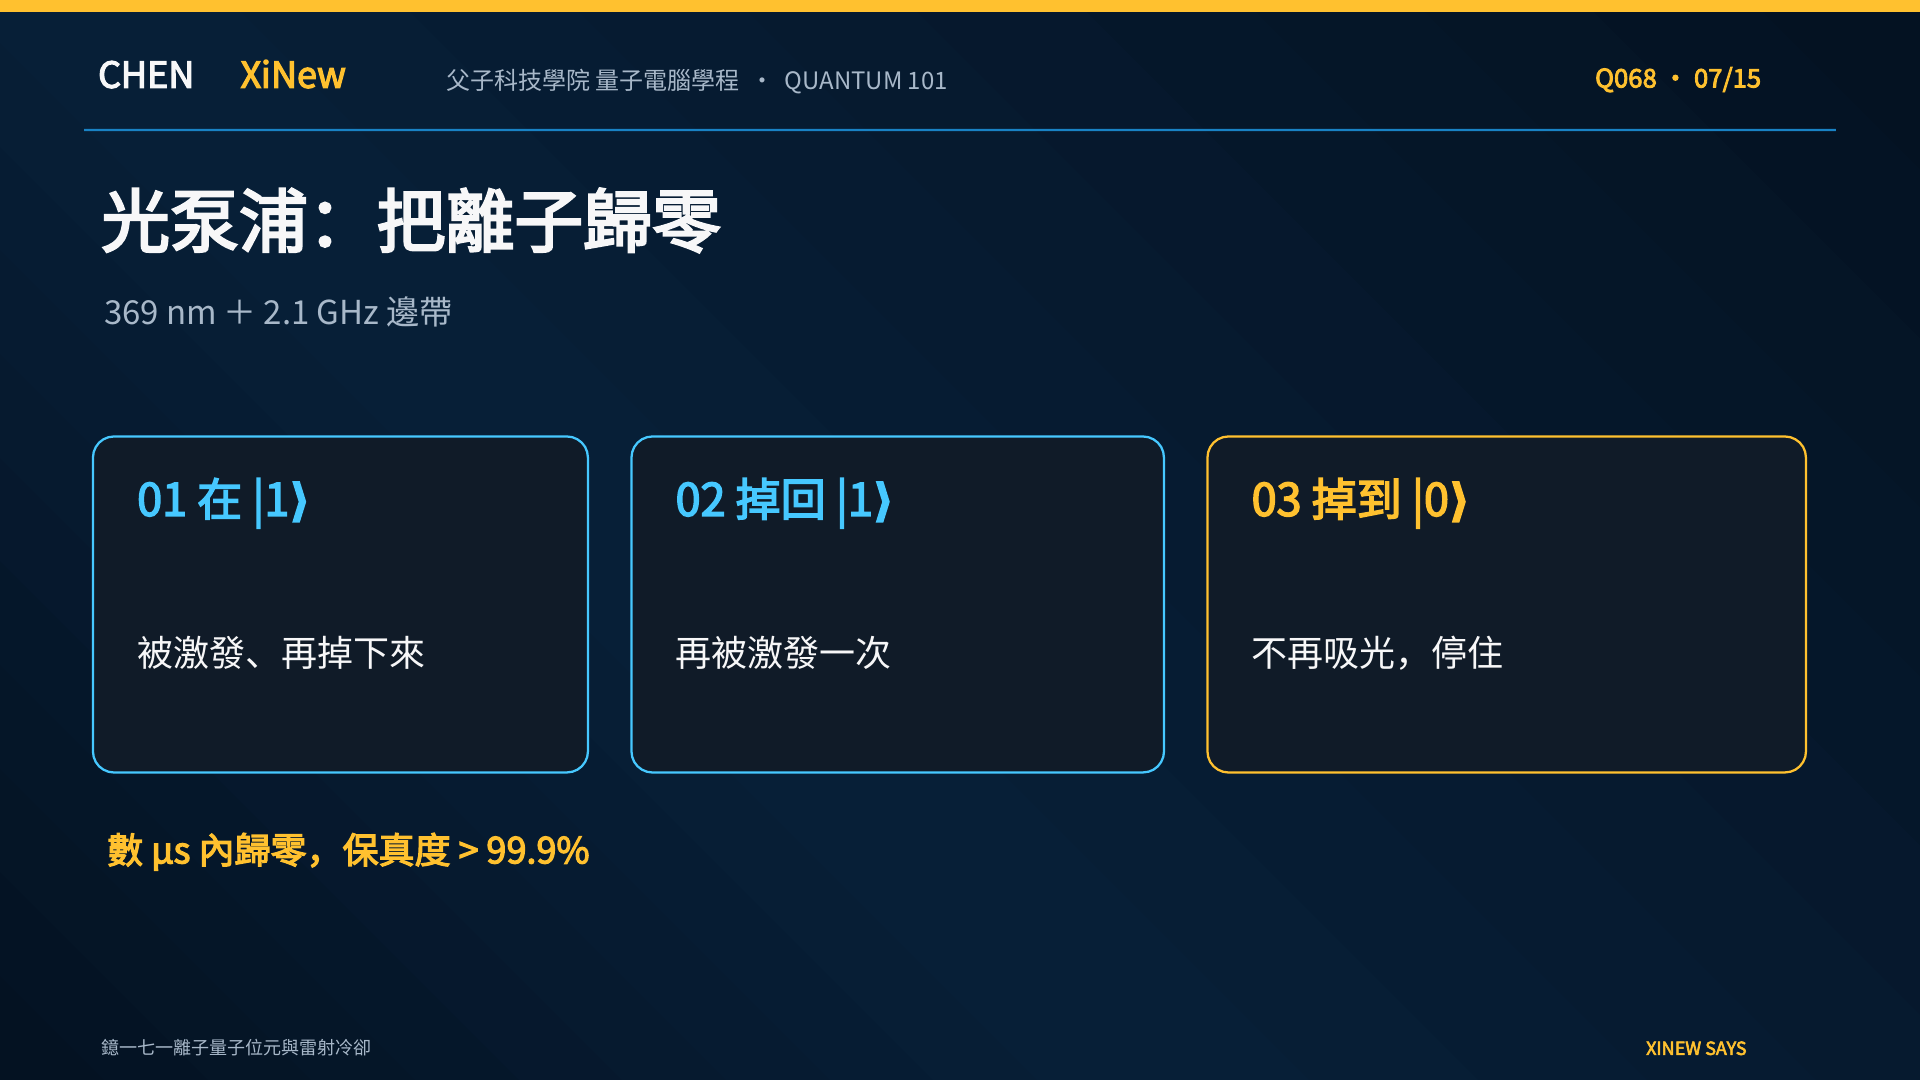 CHEN XiNew 父子科技學院 量子電腦學程 · QUANTUM 101 Q068 · 07/15
光泵浦：把離子歸零
369 nm＋2.1 GHz 邊帶
01 在 |1⟩
被激發、再掉下來
02 掉回 |1⟩
再被激發一次
03 掉到 |0⟩
不再吸光，停住
數 μs 內歸零，保真度 > 99.9%
鐿一七一離子量子位元與雷射冷卻
XINEW SAYS